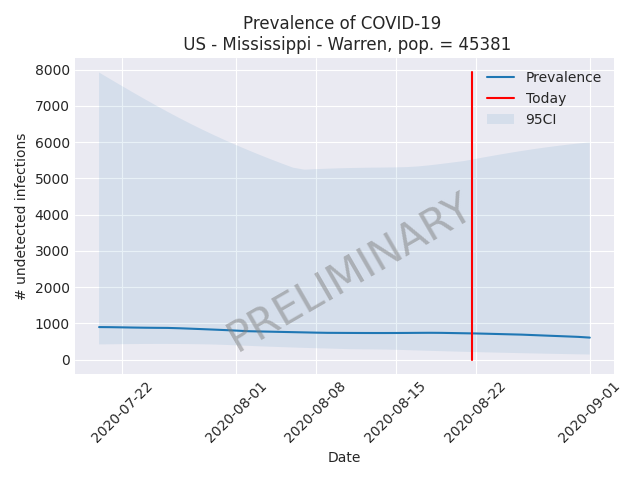 Prevalence of COVID-19
US - Mississippi - Warren, pop. = 45381
8000
7000
6000
5000
4000
3000
2000
1000
0
# undetected infections
Prevalence
Today
95CI
PRELIMINARY
2020-07-22
2020-08-01
2020-08-08
2020-08-15
2020-08-22
2020-09-01
Date